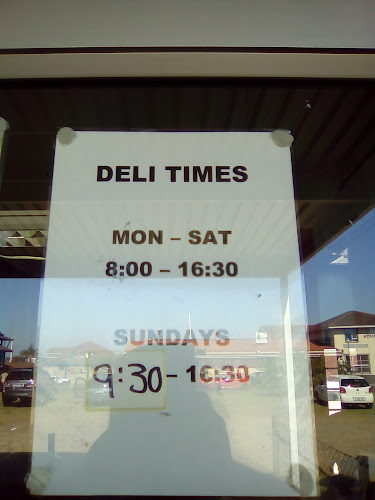 DELI TIMES
MON – SAT
8:00 – 16:30
SUNDAYS
9:30 – 16:30